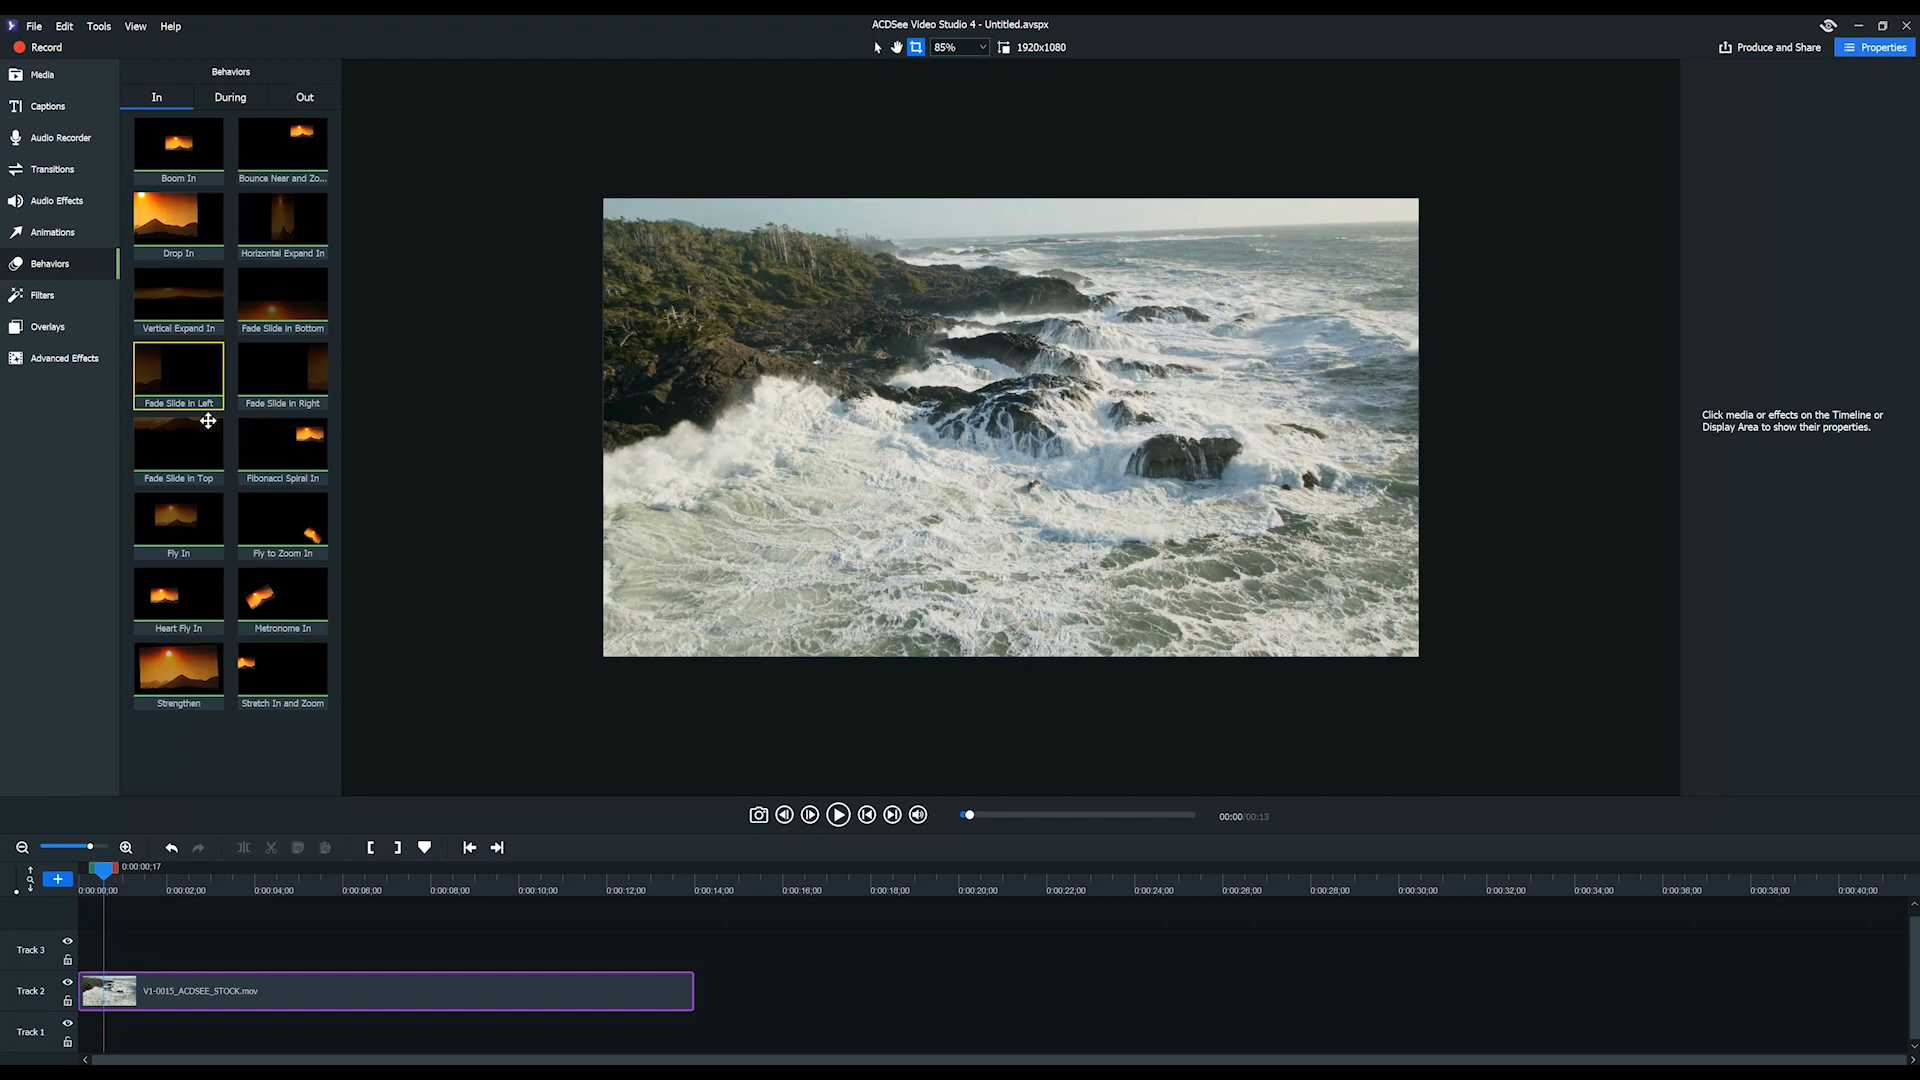 File Edit Tools View Help
ACDSee Video Studio 4 - Untitled.avspx
Record
85%
1920x1080
Produce and Share
Properties
Media
Captions
Audio Recorder
Transitions
Audio Effects
Animations
Behaviors
Filters
Overlays
Advanced Effects
Behaviors
In During Out
Boom In Bounce Near and Zo...
Drop In Horizontal Expand In
Vertical Expand In Fade Slide in Bottom
Fade Slide in Left Fade Slide in Right
Fade Slide in Top Fibonacci Spiral In
Fly In Fly to Zoom In
Heart Fly In Metronome In
Strengthen Stretch In and Zoom
Click media or effects on the Timeline or
Display Area to show their properties.
00:00/00:13
0:00:00;17
0:00:00;00 0:00:02;00 0:00:04;00 0:00:06;00 0:00:08;00 0:00:10;00 0:00:12;00 0:00:14;00 0:00:16;00 0:00:18;00 0:00:20;00 0:00:22;00 0:00:24;00 0:00:26;00 0:00:28;00 0:00:30;00 0:00:32;00 0:00:34;00 0:00:36;00 0:00:38;00 0:00:40;00
Track 3
Track 2
V1-0015_ACDSEE_STOCK.mov
Track 1